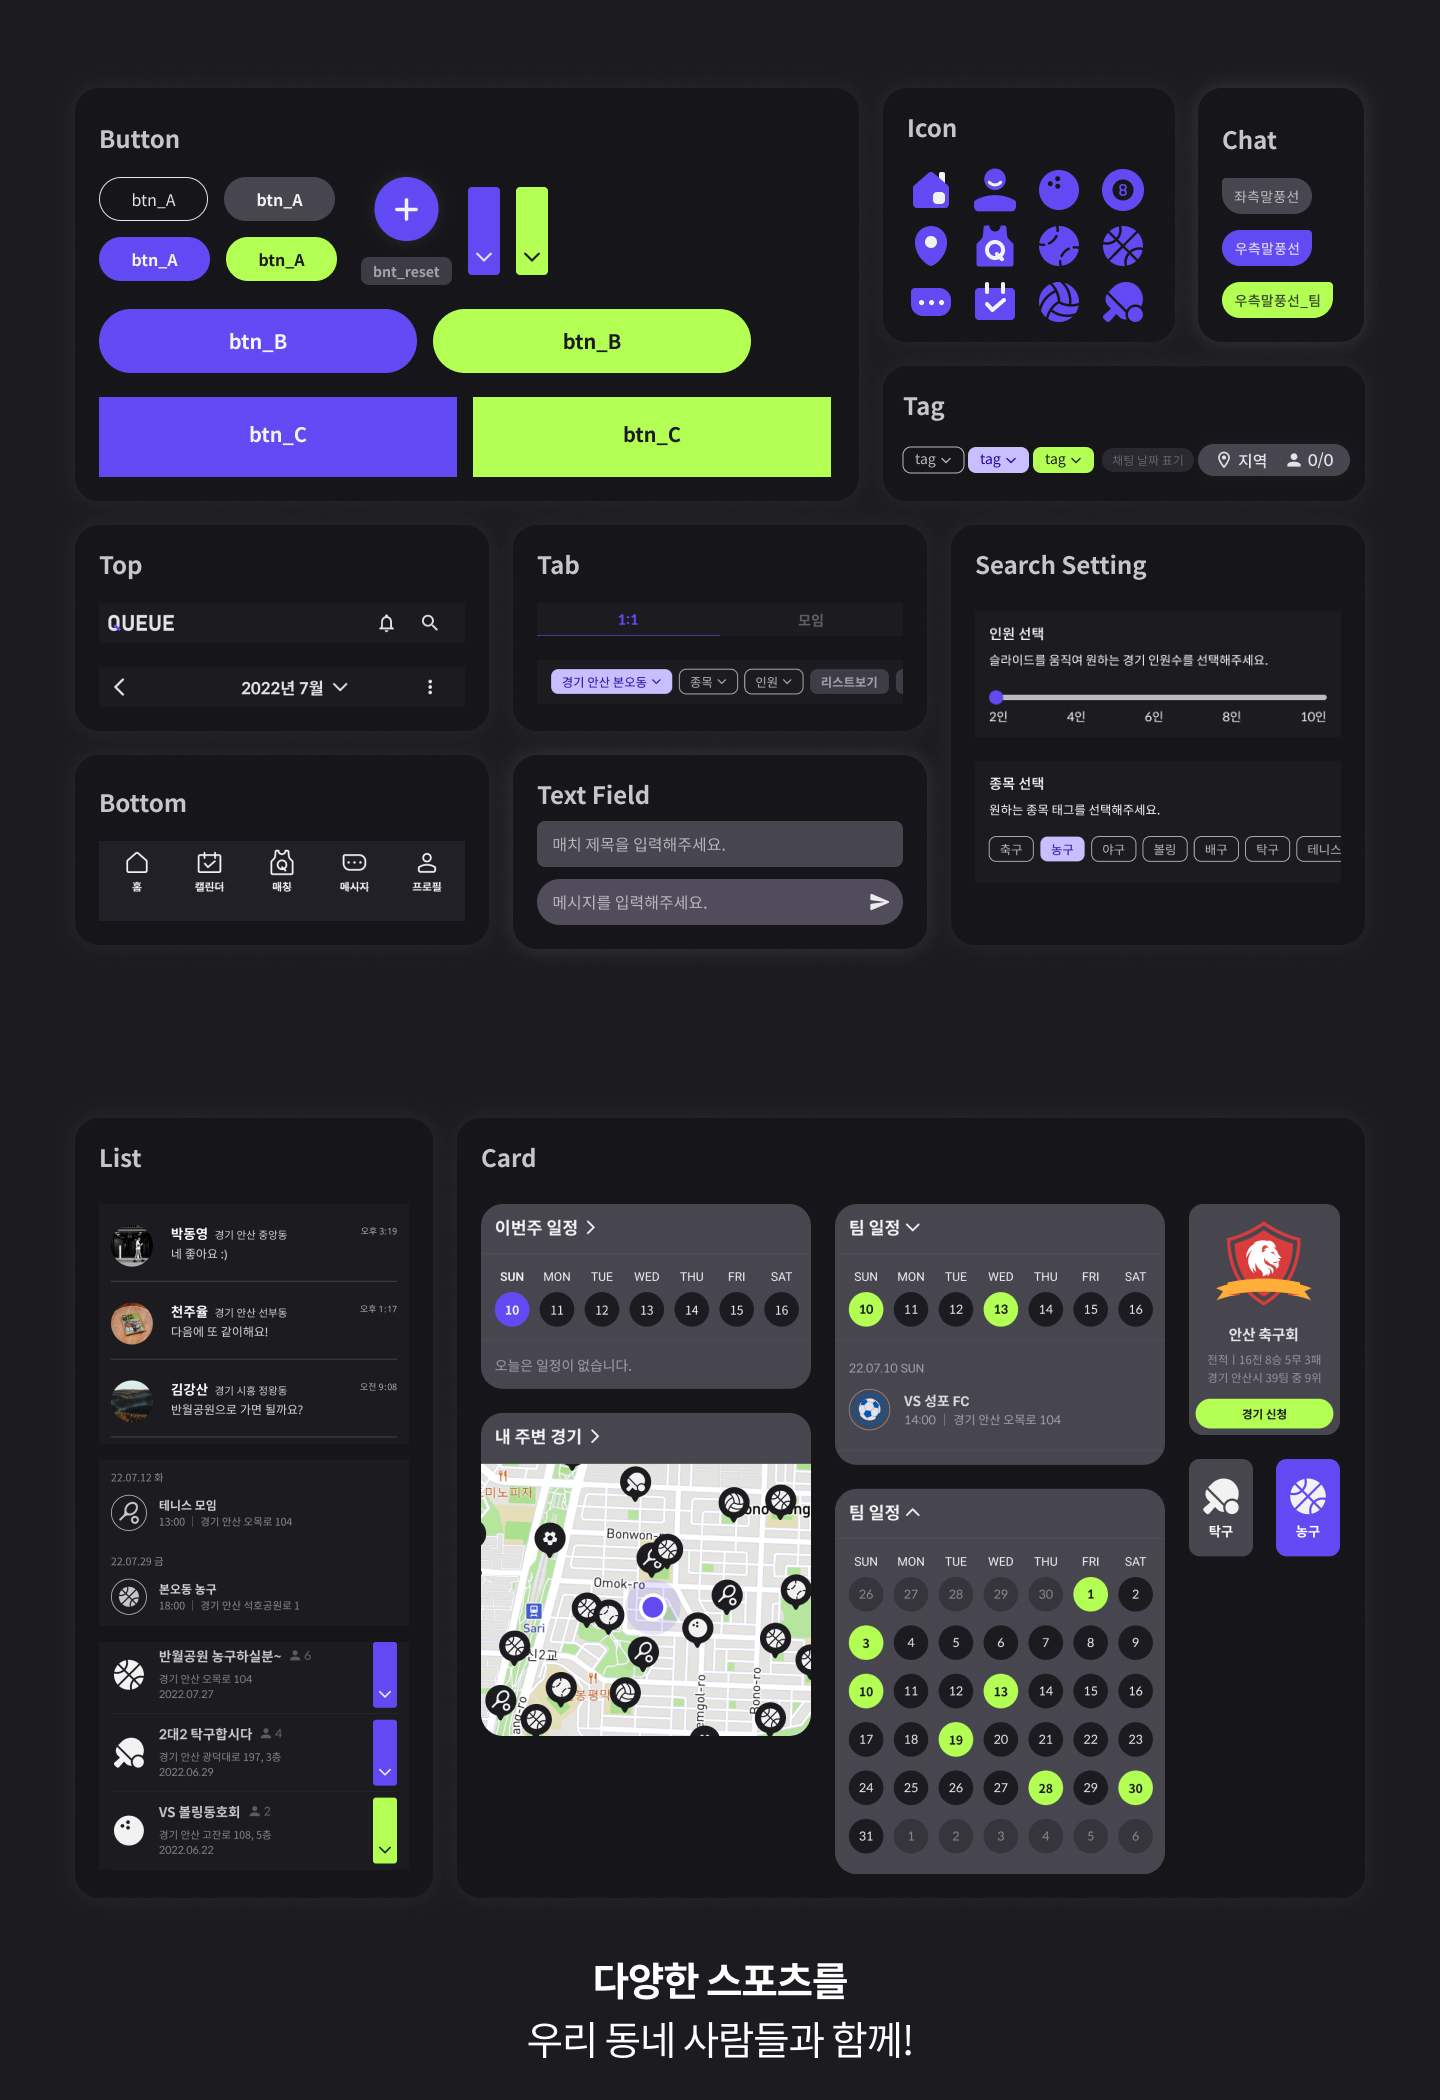 Button
btn_A
btn_A
btn_A
btn_A
bnt_reset
btn_B
btn_B
btn_C
btn_C
Icon
8
Q
Chat
좌측말풍선
우측말풍선
우측말풍선_팀
Tag
tag
tag
tag
채팅 날짜 표기
지역
0/0
Top
QUEUE
2022년 7월
Tab
1:1
모임
경기 안산 본오동
종목
인원
리스트보기
Search Setting
인원 선택
슬라이드를 움직여 원하는 경기 인원수를 선택해주세요.
2인 4인 6인 8인 10인
종목 선택
원하는 종목 태그를 선택해주세요.
축구 농구 야구 볼링 배구 탁구 테니스
Bottom
Q
홈 캘린더 매칭 메시지 프로필
Text Field
매치 제목을 입력해주세요.
메시지를 입력해주세요.
List
박동영 경기 안산 중앙동 오후 3:19
네 좋아요 :)
천주율 경기 안산 선부동 오후 1:17
다음에 또 같이해요!
김강산 경기 시흥 정왕동 오전 9:08
반월공원으로 가면 될까요?
22.07.12 화
테니스 모임
13:00 | 경기 안산 오목로 104
22.07.29 금
본오동 농구
18:00 | 경기 안산 석호공원로 1
반월공원 농구하실분~ 6
경기 안산 오목로 104
2022.07.27
2대2 탁구합시다 4
경기 안산 광덕대로 197, 3층
2022.06.29
VS 볼링동호회 2
경기 안산 고잔로 108, 5층
2022.06.22
Card
이번주 일정
SUN MON TUE WED THU FRI SAT
10 11 12 13 14 15 16
오늘은 일정이 없습니다.
내 주변 경기
미노피자
Bonwon-
Omok-ro
Sari
신2교
봉평막
emgol-ro
Bono-ro
ang-ro
팀 일정
SUN MON TUE WED THU FRI SAT
10 11 12 13 14 15 16
22.07.10 SUN
VS 성포 FC
14:00 | 경기 안산 오목로 104
팀 일정
SUN MON TUE WED THU FRI SAT
26 27 28 29 30 1 2
3 4 5 6 7 8 9
10 11 12 13 14 15 16
17 18 19 20 21 22 23
24 25 26 27 28 29 30
31 1 2 3 4 5 6
안산 축구회
전적 | 16전 8승 5무 3패
경기 안산시 39팀 중 9위
경기 신청
탁구
농구
다양한 스포츠를
우리 동네 사람들과 함께!